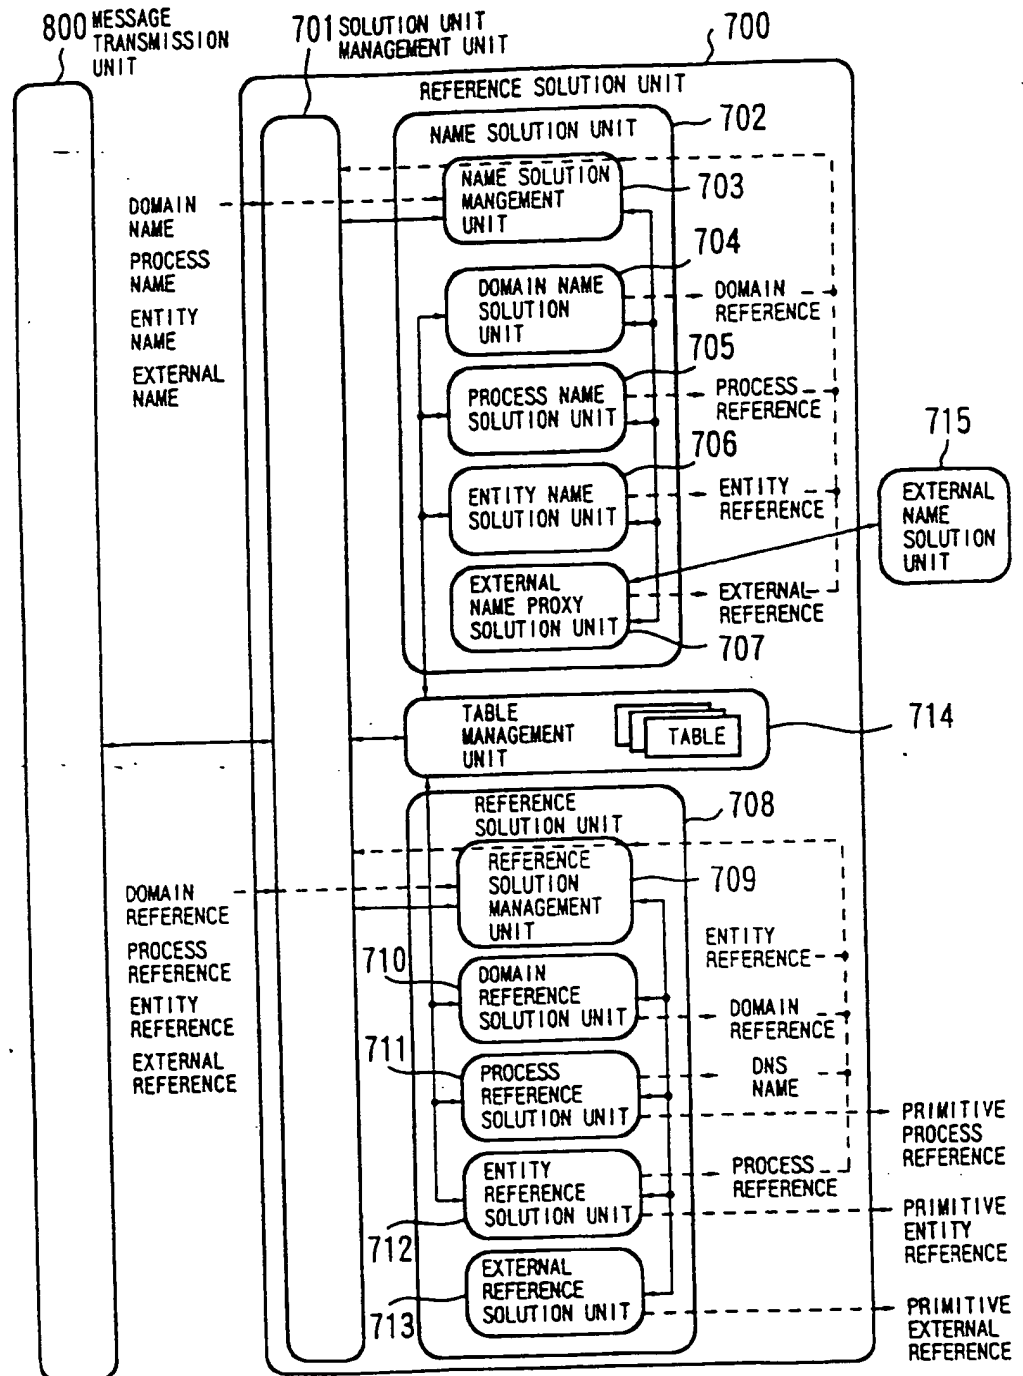 800 MESSAGE
TRANSMISSION
UNIT
701 SOLUTION UNIT
MANAGEMENT UNIT
700
REFERENCE SOLUTION UNIT
NAME SOLUTION UNIT
702
NAME SOLUTION
MANGEMENT
UNIT
703
DOMAIN
NAME
PROCESS
NAME
ENTITY
NAME
EXTERNAL
NAME
704
DOMAIN NAME
SOLUTION
UNIT
DOMAIN
REFERENCE
705
PROCESS NAME
SOLUTION UNIT
PROCESS
REFERENCE
706
ENTITY NAME
SOLUTION UNIT
ENTITY
REFERENCE
715
EXTERNAL
NAME
SOLUTION
UNIT
EXTERNAL
NAME PROXY
SOLUTION UNIT
EXTERNAL
REFERENCE
707
TABLE
MANAGEMENT
UNIT
TABLE
714
REFERENCE
SOLUTION UNIT
708
REFERENCE
SOLUTION
MANAGEMENT
UNIT
709
DOMAIN
REFERENCE
PROCESS
REFERENCE
ENTITY
REFERENCE
EXTERNAL
REFERENCE
ENTITY
REFERENCE
710
DOMAIN
REFERENCE
SOLUTION UNIT
DOMAIN
REFERENCE
711
PROCESS
REFERENCE
SOLUTION UNIT
DNS
NAME
PRIMITIVE
PROCESS
REFERENCE
ENTITY
REFERENCE
SOLUTION UNIT
712
PROCESS
REFERENCE
PRIMITIVE
ENTITY
REFERENCE
EXTERNAL
REFERENCE
SOLUTION UNIT
713
PRIMITIVE
EXTERNAL
REFERENCE